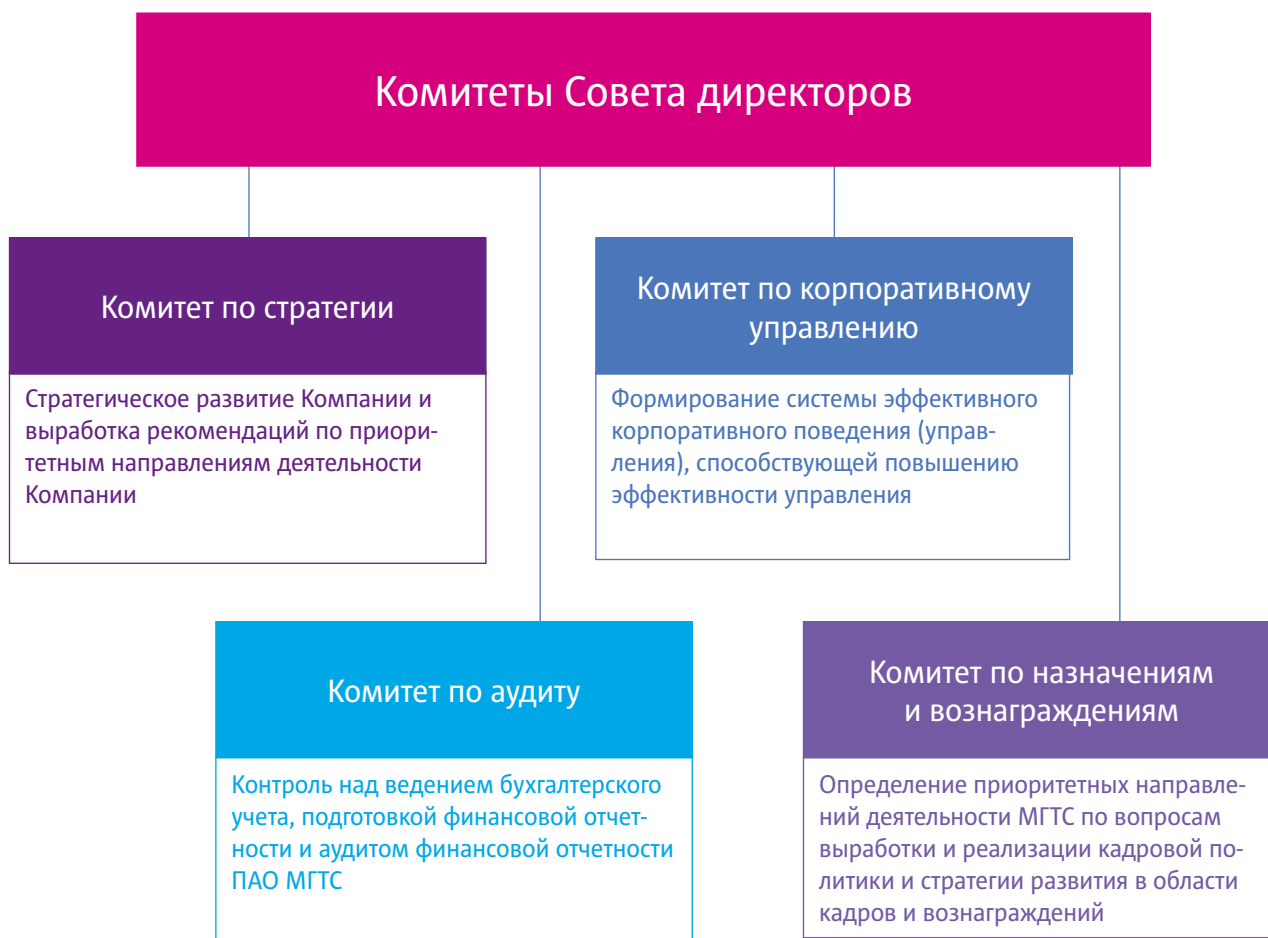 Комитеты Совета директоров
Комитет по стратегии
Стратегическое развитие Компании и
выработка рекомендаций по приори-
тетным направлениям деятельности
Компании
Комитет по корпоративному
управлению
Формирование системы эффективного
корпоративного поведения (управ-
ления), способствующей повышению
эффективности управления
Комитет по аудиту
Контроль над ведением бухгалтерского
учета, подготовкой финансовой отчет-
ности и аудитом финансовой отчетности
ПАО МГТС
Комитет по назначениям
и вознаграждениям
Определение приоритетных направле-
ний деятельности МГТС по вопросам
выработки и реализации кадровой по-
литики и стратегии развития в области
кадров и вознаграждений